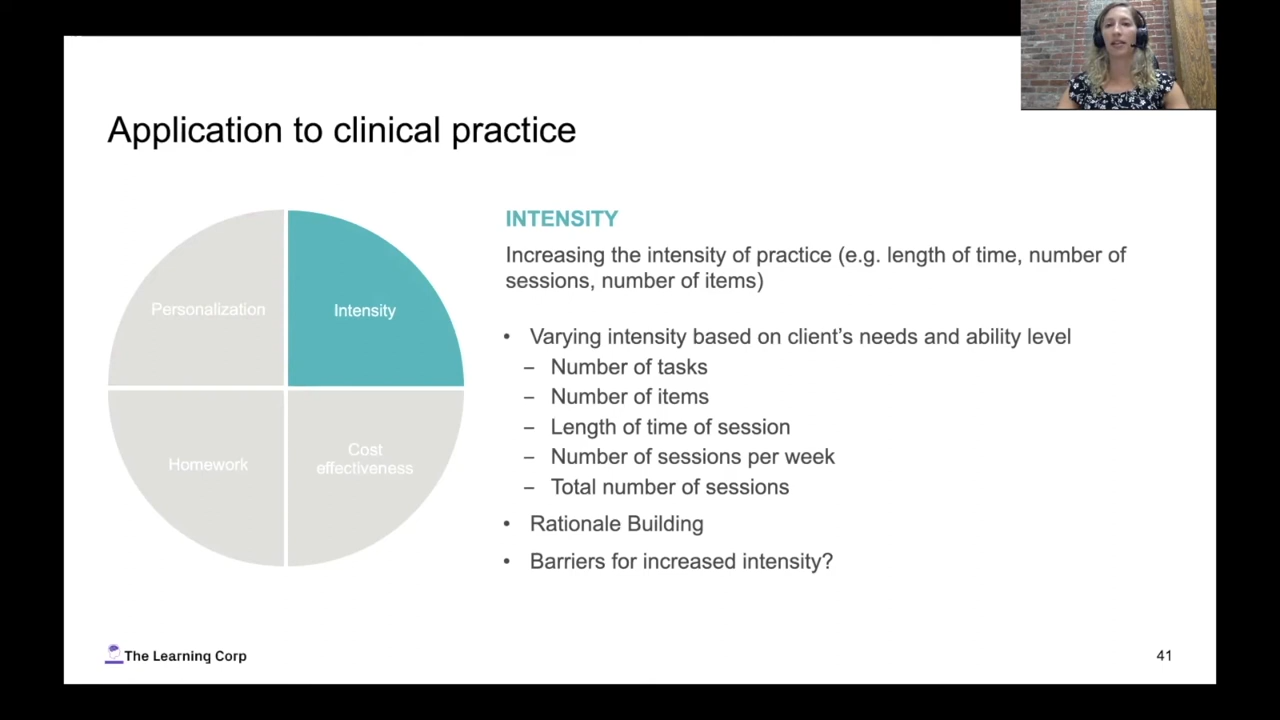 Application to clinical practice
Personalization
Intensity
Homework
Cost
effectiveness
INTENSITY
Increasing the intensity of practice (e.g. length of time, number of
sessions, number of items)
• Varying intensity based on client’s needs and ability level
– Number of tasks
– Number of items
– Length of time of session
– Number of sessions per week
– Total number of sessions
• Rationale Building
• Barriers for increased intensity?
The Learning Corp
41